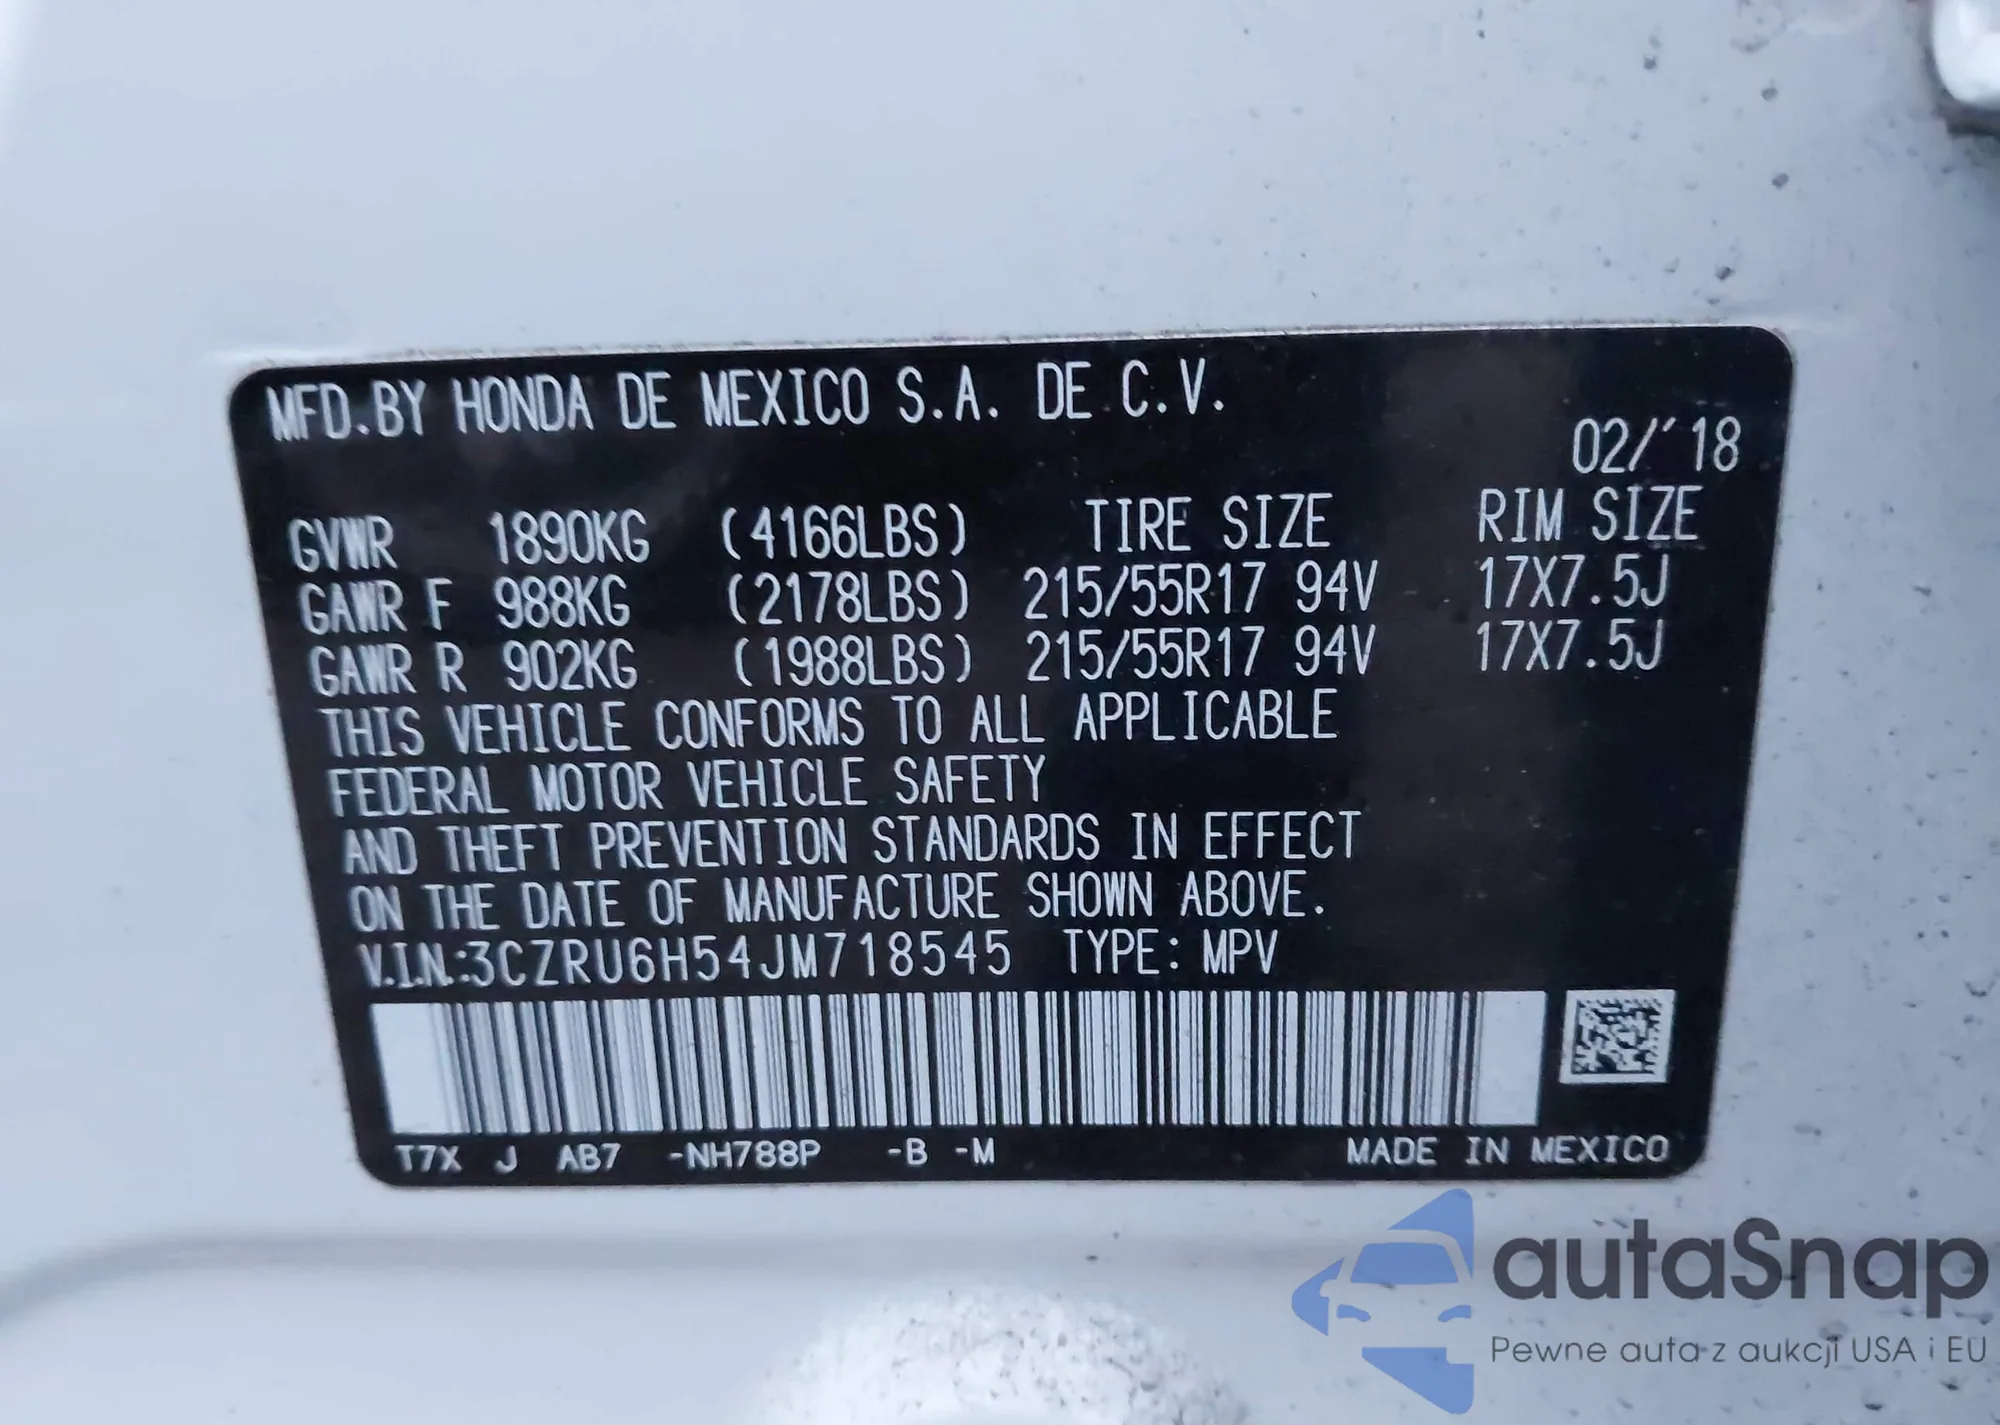 MFD.BY HONDA DE MEXICO S.A. DE C.V.
02/'18
GVWR 1890KG (4166LBS) TIRE SIZE RIM SIZE
GAWR F 988KG (2178LBS) 215/55R17 94V 17X7.5J
GAWR R 902KG (1988LBS) 215/55R17 94V 17X7.5J
THIS VEHICLE CONFORMS TO ALL APPLICABLE
FEDERAL MOTOR VEHICLE SAFETY
AND THEFT PREVENTION STANDARDS IN EFFECT
ON THE DATE OF MANUFACTURE SHOWN ABOVE.
V.I.N.:3CZRU6H54JM718545 TYPE: MPV
T7X J AB7 -NH788P -B -M MADE IN MEXICO
autaSnap
Pewne auta z aukcji USA i EU